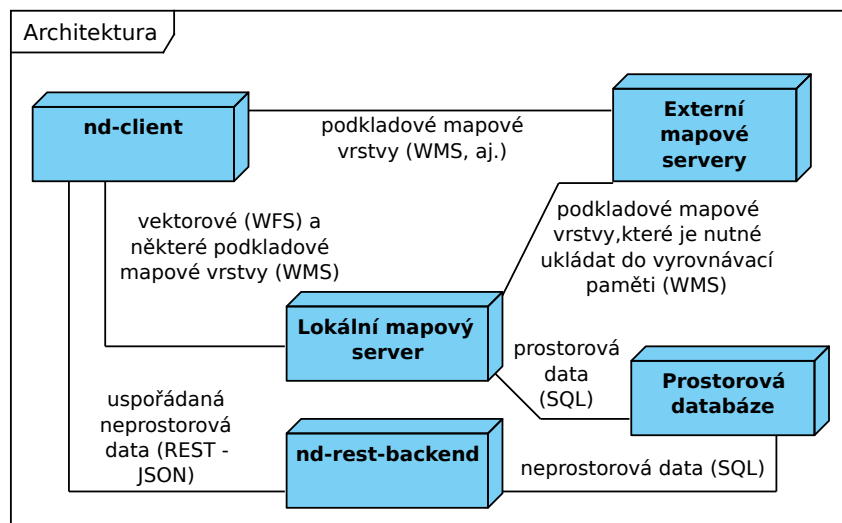 Architektura
nd-client
podkladové mapové
vrstvy (WMS, aj.)
Externí
mapové
servery
vektorové (WFS) a
některé podkladové
mapové vrstvy (WMS)
podkladové mapové
vrstvy,které je nutné
ukládat do vyrovnávací
paměti (WMS)
Lokální mapový
server
prostorová
data
(SQL)
Prostorová
databáze
uspořádaná
neprostorová
data (REST -
JSON)
nd-rest-backend
neprostorová data (SQL)